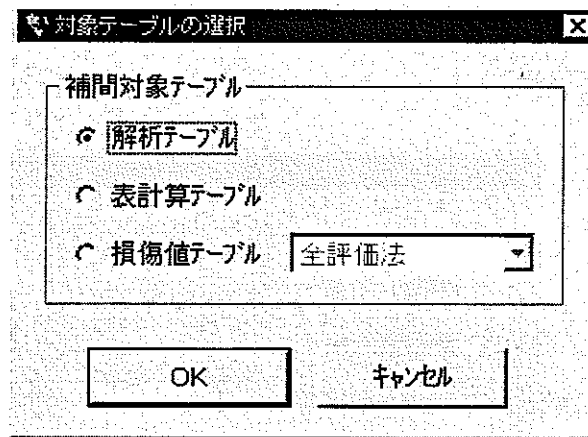 対象テーブルの選択
補間対象テーブル
解析テーブル
表計算テーブル
損傷値テーブル 全評価法
OK キャンセル